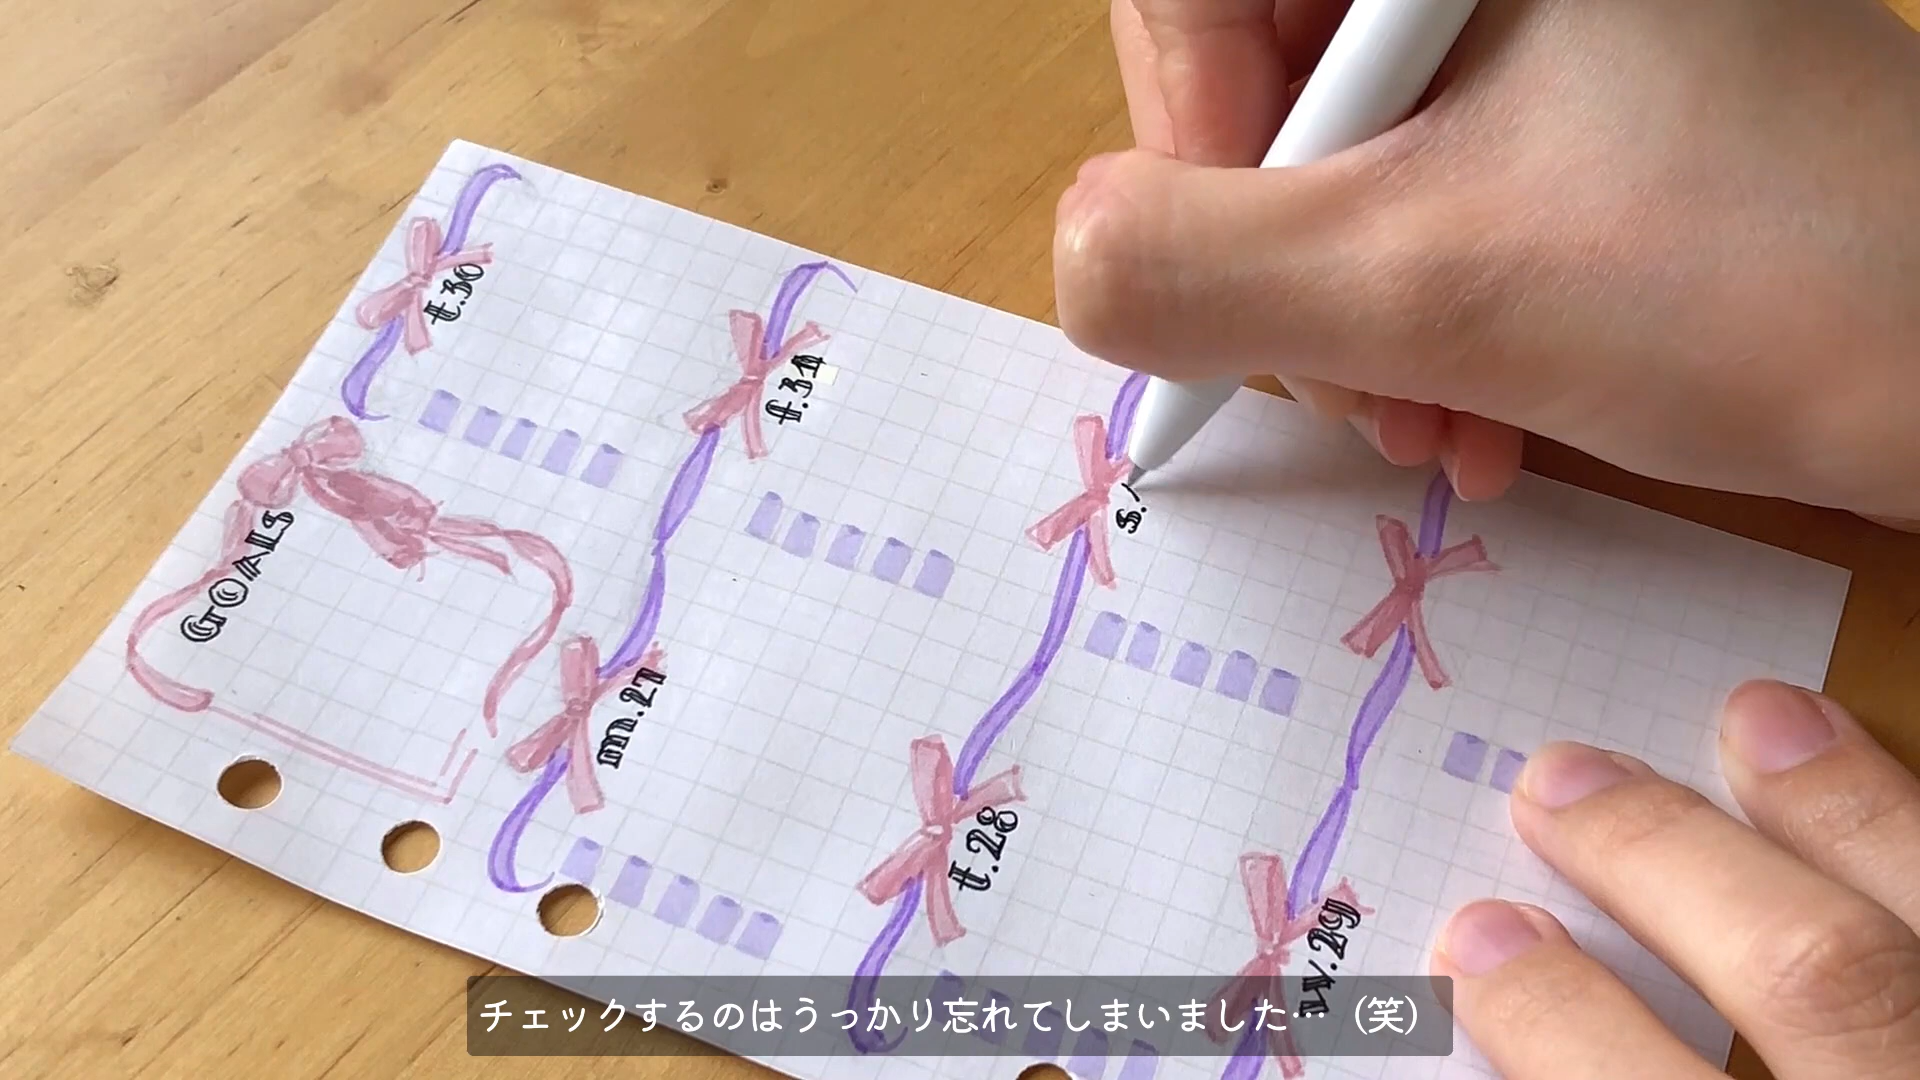 t.30
f.31
s.
GOALS
m.27
t.28
w.29
チェックするのはうっかり忘れてしまいました…（笑）